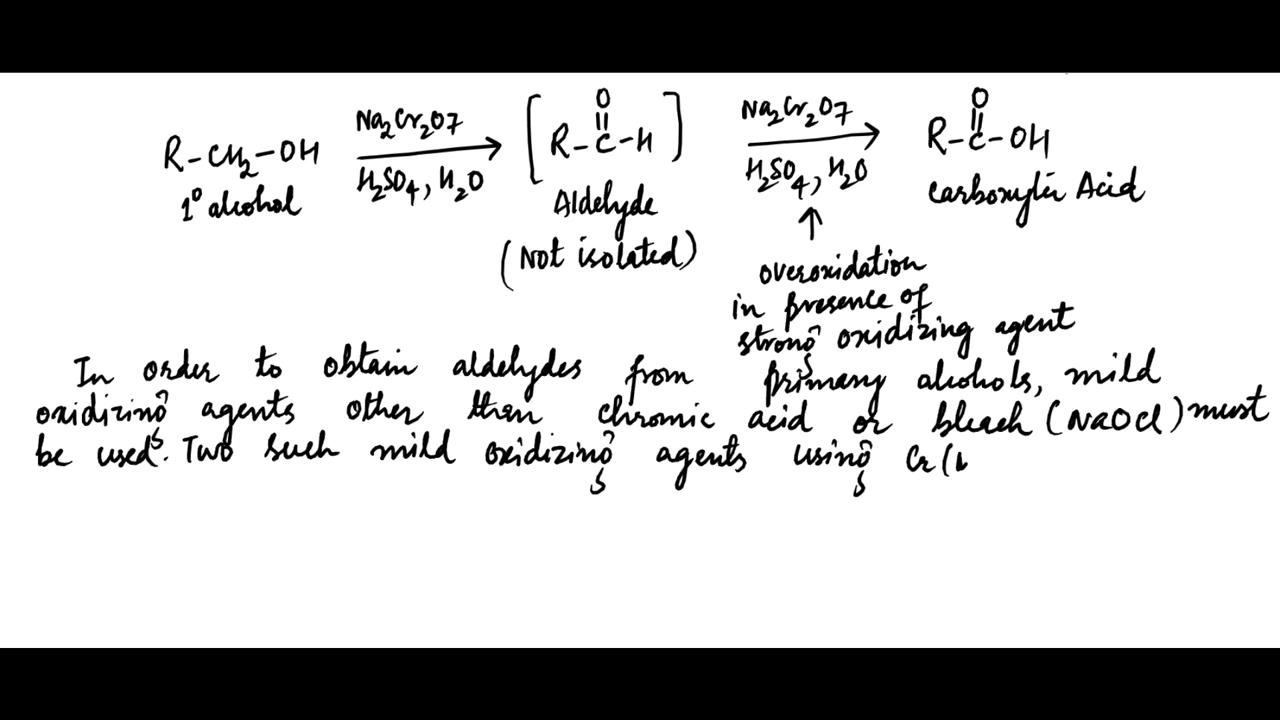 R-CH2-OH
1° alcohol
Na2Cr2O7
H2SO4, H2O
O
[R-C-H]
Aldehyde
(Not isolated)
Na2Cr2O7
H2SO4, H2O
O
R-C-OH
Carboxylic Acid
overoxidation
in presence of
strong oxidizing agent
In order to obtain aldehydes from primary alcohols, mild
oxidizing agents other than chromic acid or bleach (NaOCl) must
be used. Two such mild oxidizing agents using Cr(